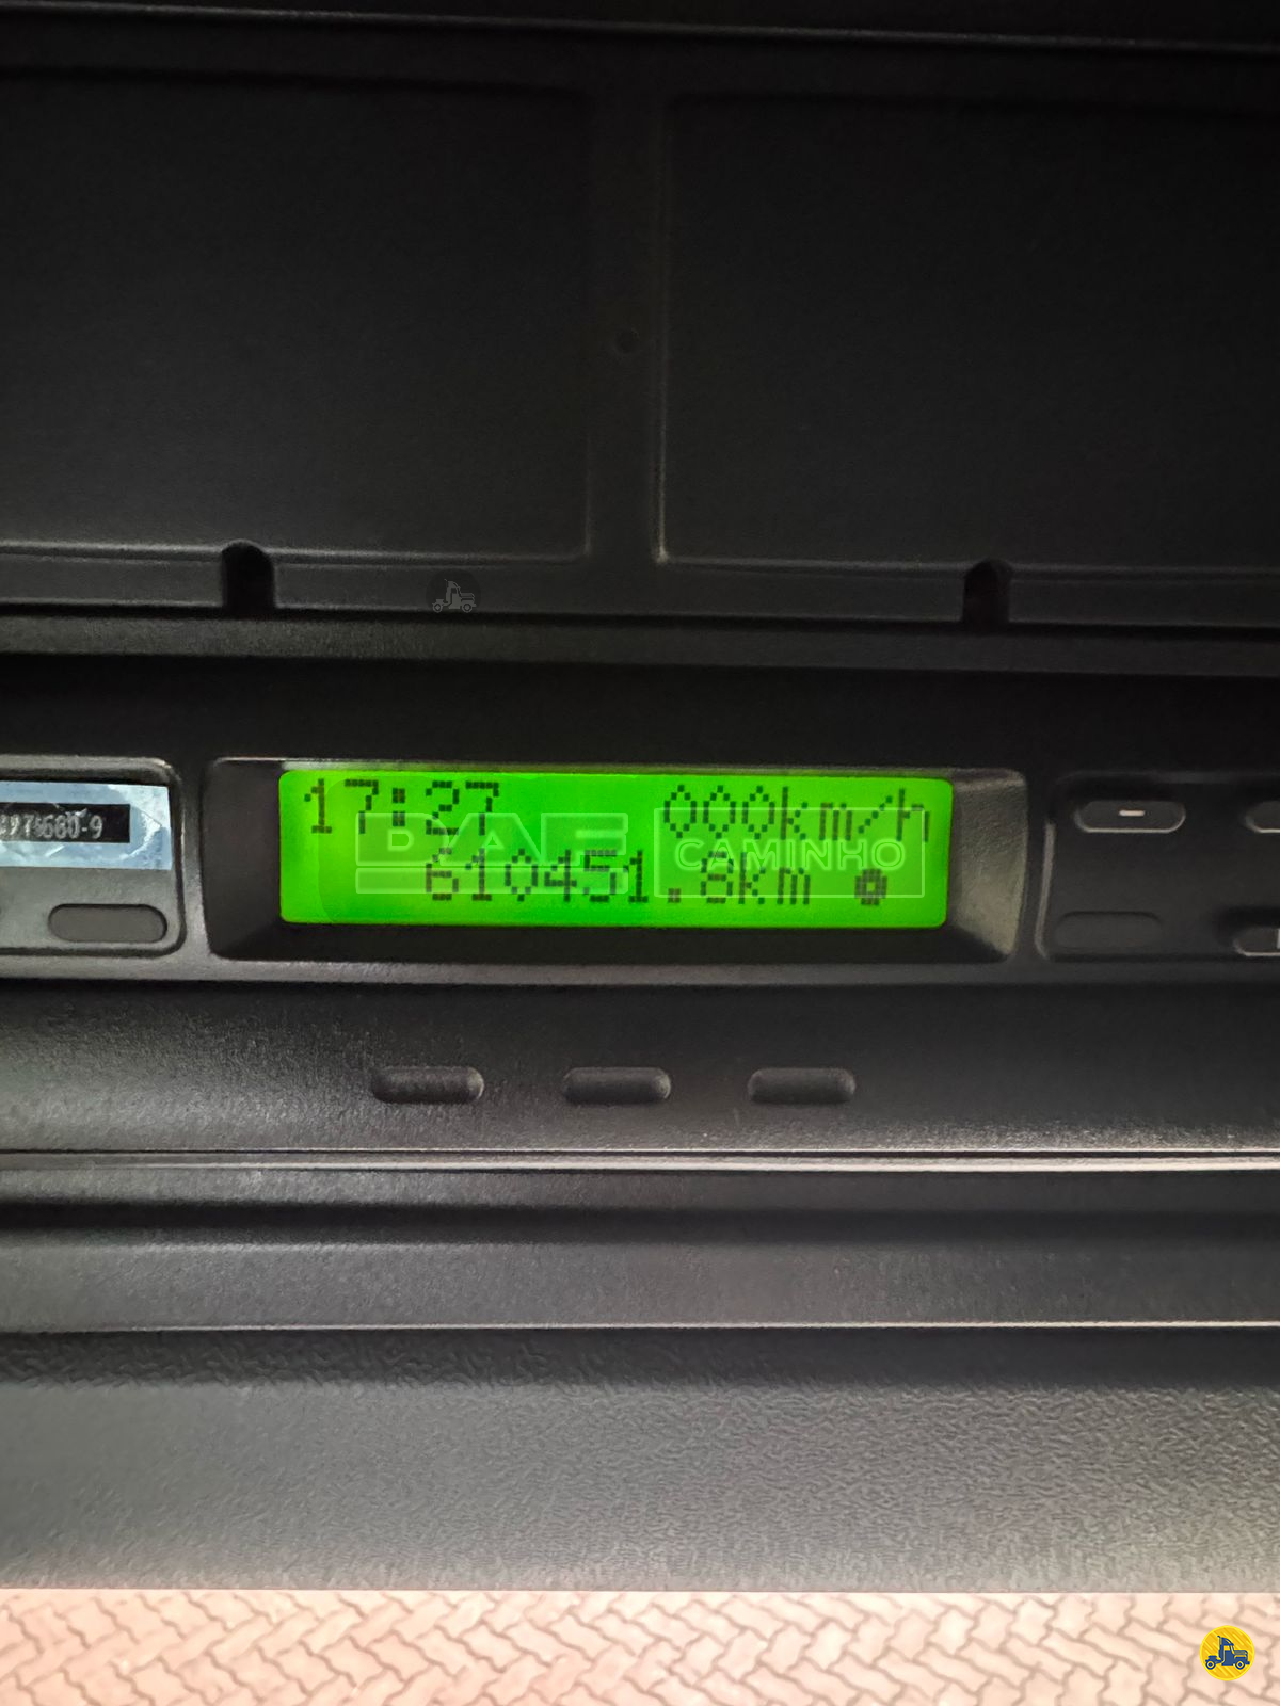 17:27 000km/h
610451.8km
DAF CAMINHO